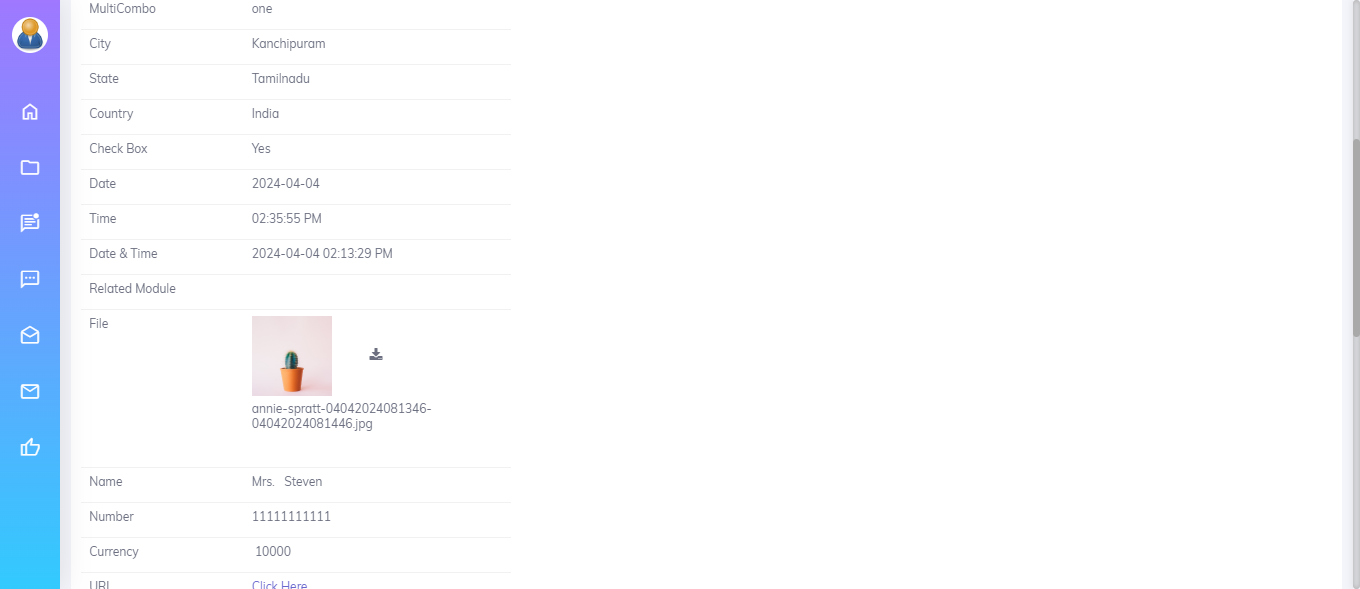 MultiCombo one
City Kanchipuram
State Tamilnadu
Country India
Check Box Yes
Date 2024-04-04
Time 02:35:55 PM
Date & Time 2024-04-04 02:13:29 PM
Related Module
File
annie-spratt-04042024081346-
04042024081446.jpg
Name Mrs. Steven
Number 11111111111
Currency 10000
URL Click Here